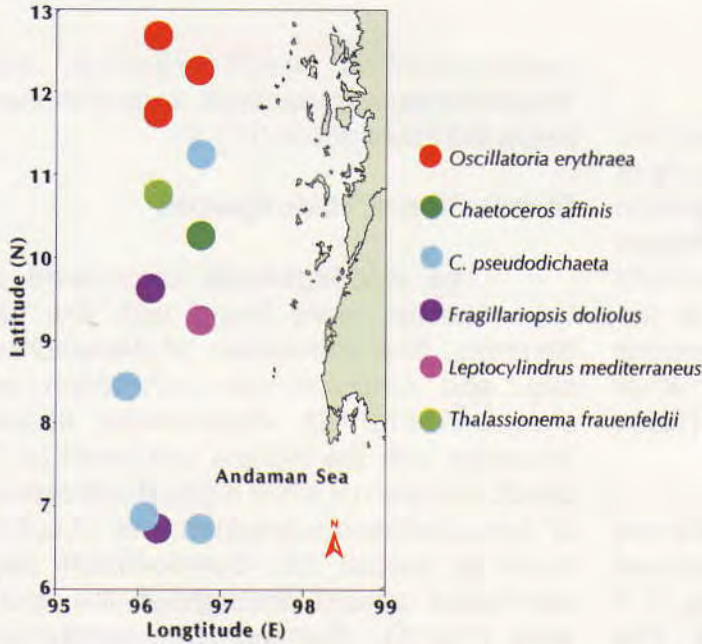 13
12
11
10
9
8
7
6
Latitude (N)
95 96 97 98 99
Longtitude (E)
Andaman Sea
N
Oscillatoria erythraea
Chaetoceros affinis
C. pseudodichaeta
Fragillariopsis doliolus
Leptocylindrus mediterraneus
Thalassionema frauenfeldii